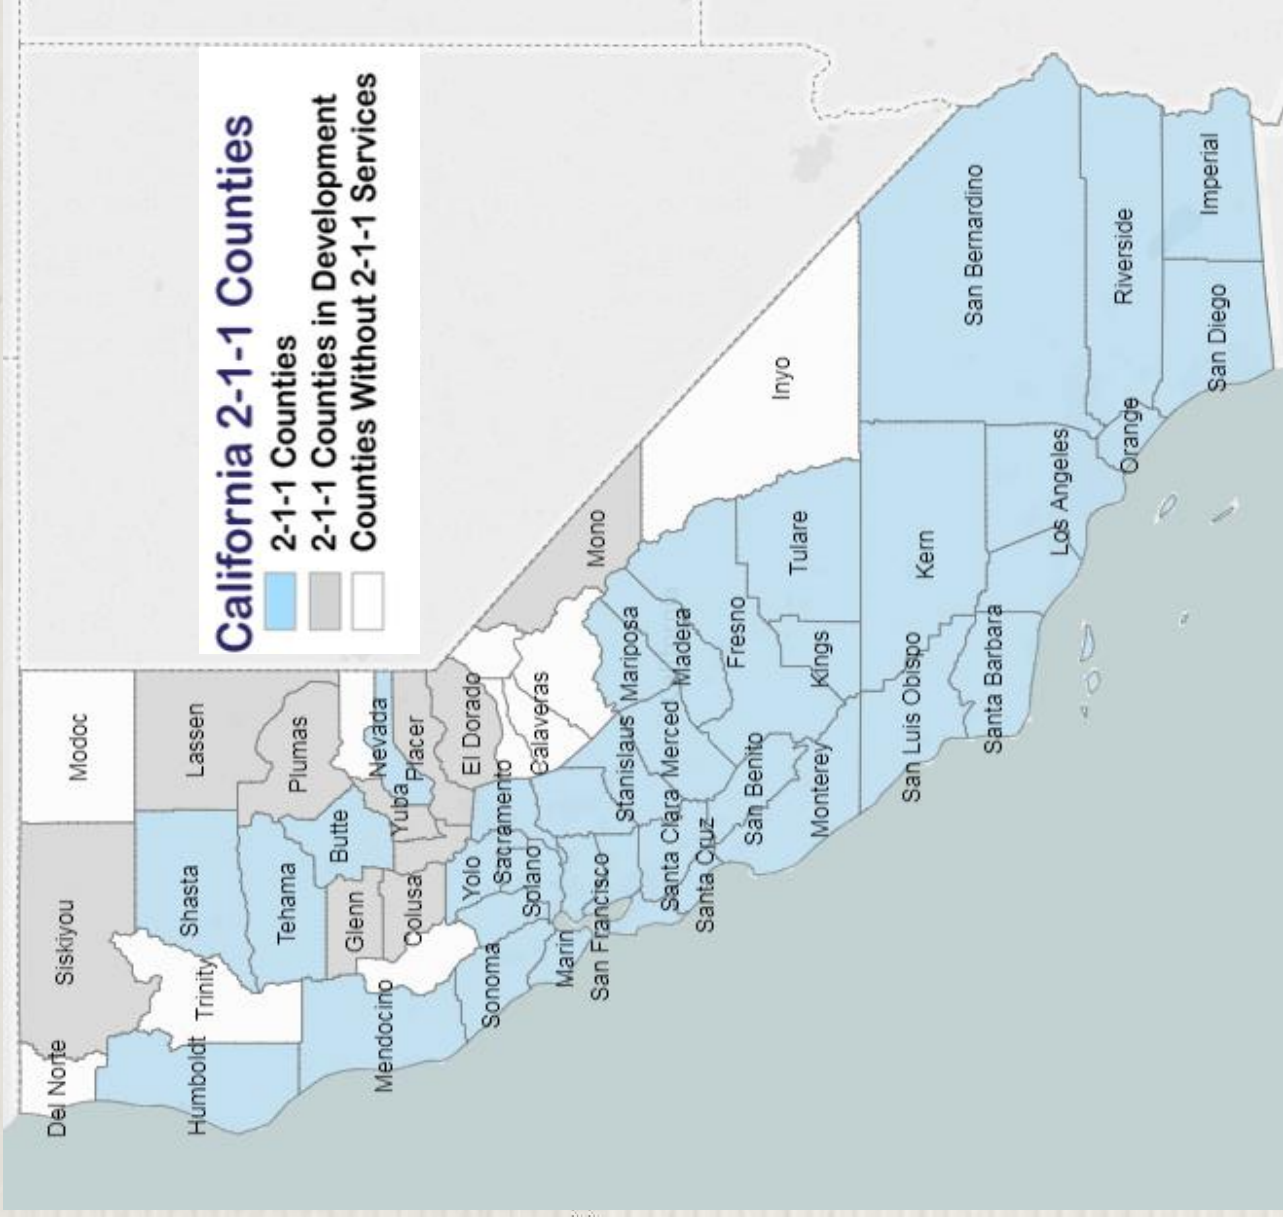 California 2-1-1 Counties
2-1-1 Counties
2-1-1 Counties in Development
Counties Without 2-1-1 Services
Del Norte
Siskiyou
Modoc
Humboldt
Trinity
Shasta
Lassen
Tehama
Plumas
Butte
Glenn
Mendocino
Colusa
Yuba
Nevada
Placer
El Dorado
Yolo
Sonoma
Sacramento
Solano
Calaveras
Marin
San Francisco
Stanislaus
Mariposa
Mono
Santa Clara
Merced
Madera
Santa Cruz
San Benito
Fresno
Inyo
Monterey
Kings
Tulare
San Luis Obispo
Kern
San Bernardino
Santa Barbara
Los Angeles
Orange
Riverside
San Diego
Imperial